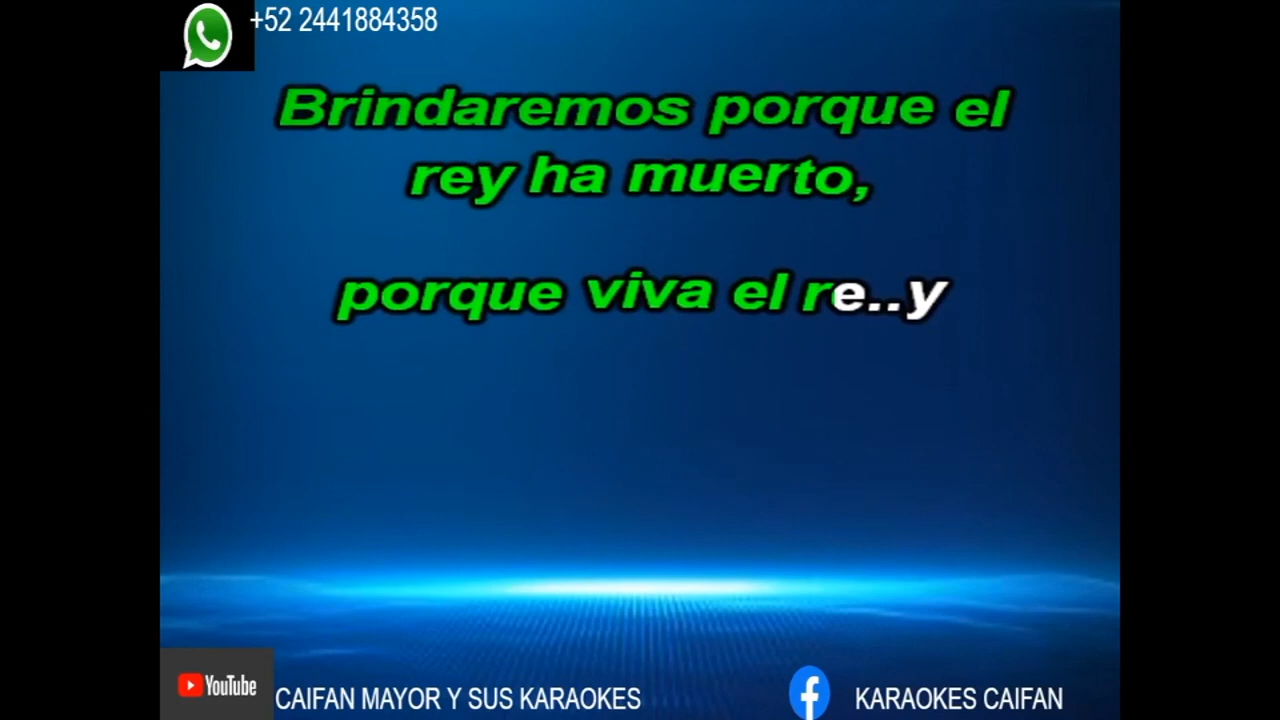 +52 2441884358
Brindaremos porque el
rey ha muerto,
porque viva el re..y
YouTube CAIFAN MAYOR Y SUS KARAOKES
KARAOKES CAIFAN